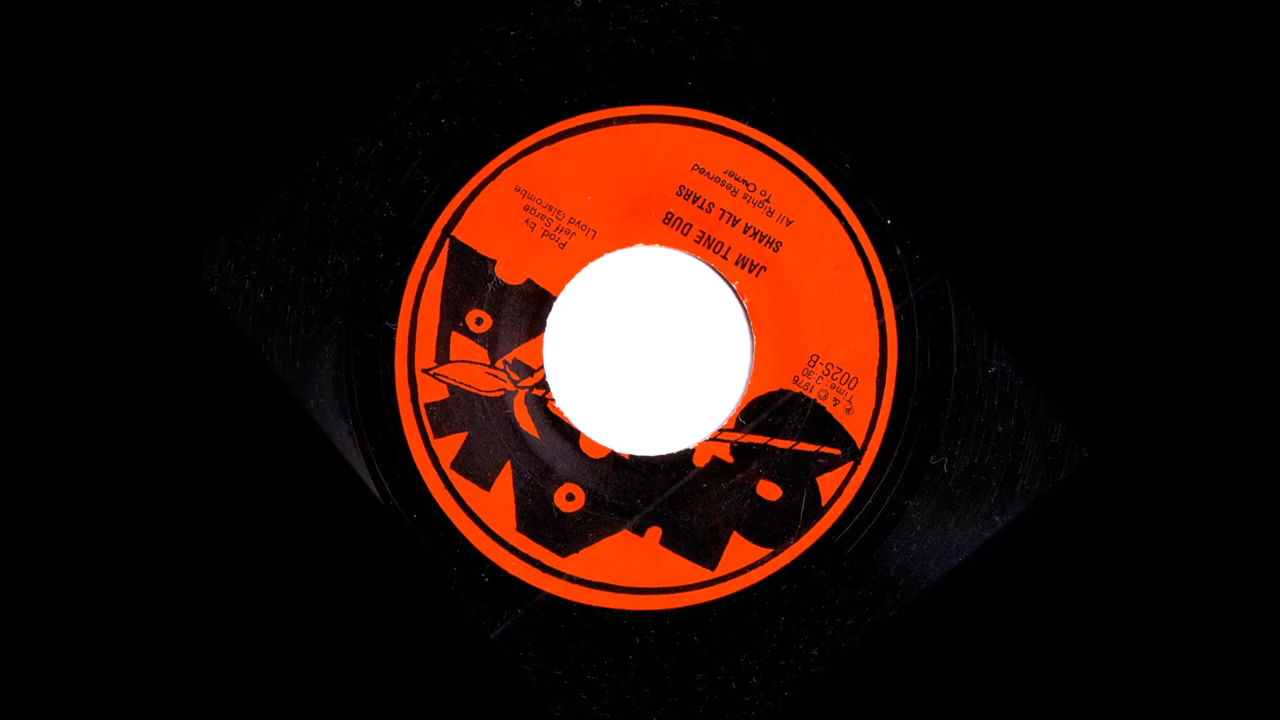 JAM TONE DUB
SHAKA ALL STARS
All Rights Reserved
To Owner
Prod. by
Jeff Sarge
Lloyd Giscombe
002S-B
Time: 3:30
℗ & © 1976